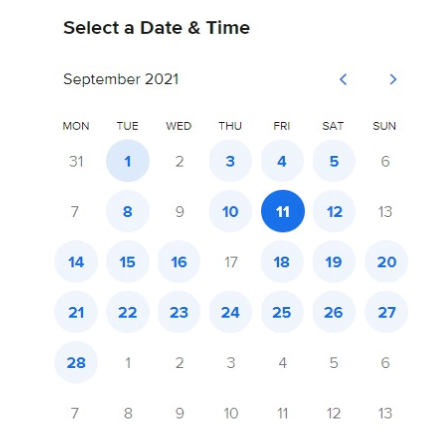 Select a Date & Time
September 2021
MON TUE WED THU FRI SAT SUN
31 1 2 3 4 5 6
7 8 9 10 11 12 13
14 15 16 17 18 19 20
21 22 23 24 25 26 27
28 1 2 3 4 5 6
7 8 9 10 11 12 13